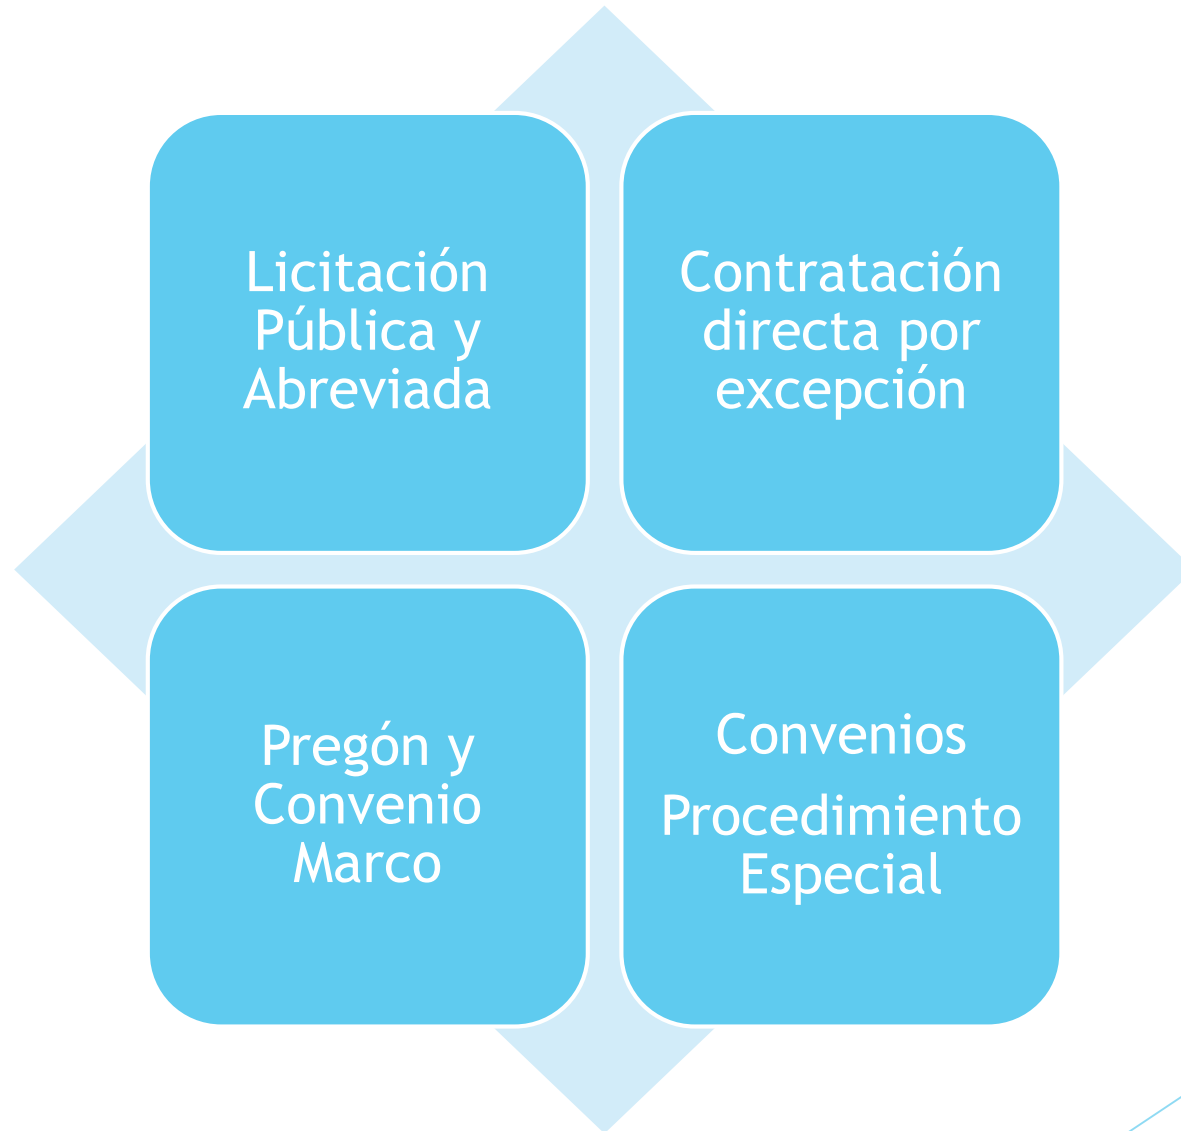 Licitación
Pública y
Abreviada
Contratación
directa por
excepción
Pregón y
Convenio
Marco
Convenios
Procedimiento
Especial